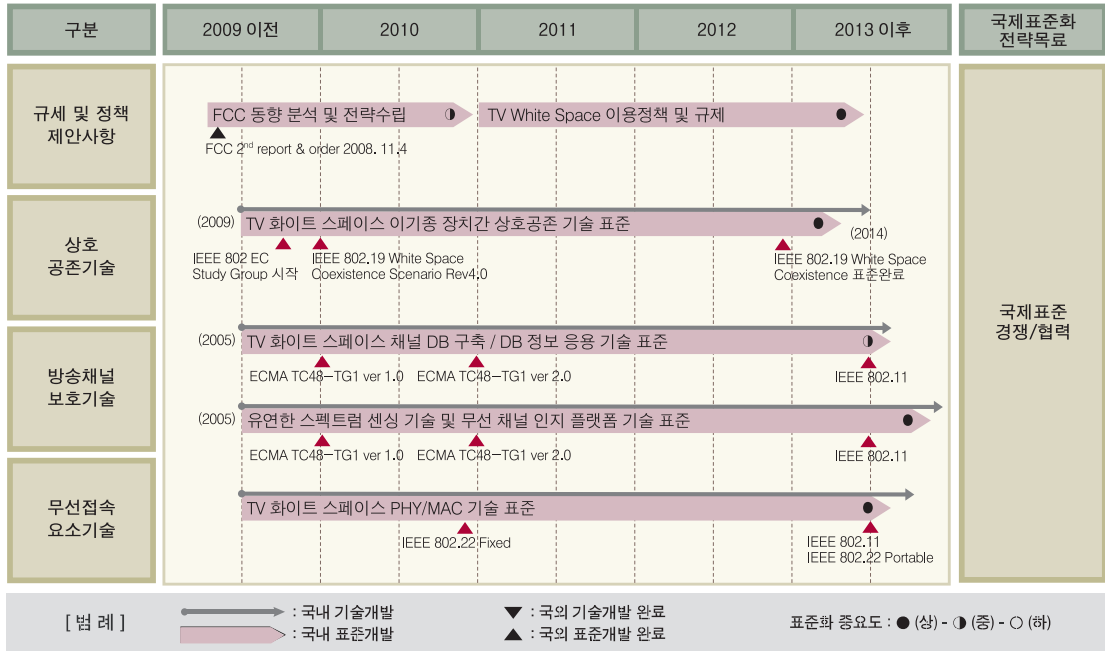 구분
2009 이전
2010
2011
2012
2013 이후
국제표준화
전략목료
규세 및 정책
제안사항
FCC 동향 분석 및 전략수립
TV White Space 이용정책 및 규제
FCC 2nd report & order 2008. 11.4
상호
공존기술
(2009)
TV 화이트 스페이스 이기종 장치간 상호공존 기술 표준
(2014)
IEEE 802 EC
Study Group 시작
IEEE 802.19 White Space
Coexistence Scenario Rev4.0
IEEE 802.19 White Space
Coexistence 표준완료
방송채널
보호기술
(2005)
TV 화이트 스페이스 채널 DB 구축 / DB 정보 응용 기술 표준
ECMA TC48-TG1 ver 1.0
ECMA TC48-TG1 ver 2.0
IEEE 802.11
(2005)
유연한 스펙트럼 센싱 기술 및 무선 채널 인지 플랫폼 기술 표준
ECMA TC48-TG1 ver 1.0
ECMA TC48-TG1 ver 2.0
IEEE 802.11
무선접속
요소기술
TV 화이트 스페이스 PHY/MAC 기술 표준
IEEE 802.22 Fixed
IEEE 802.11
IEEE 802.22 Portable
국제표준
경쟁/협력
[ 범 례 ]
: 국내 기술개발
: 국내 표준개발
▼ : 국외 기술개발 완료
▲ : 국외 표준개발 완료
표준화 중요도 : ● (상) - ◑ (중) - ○ (하)